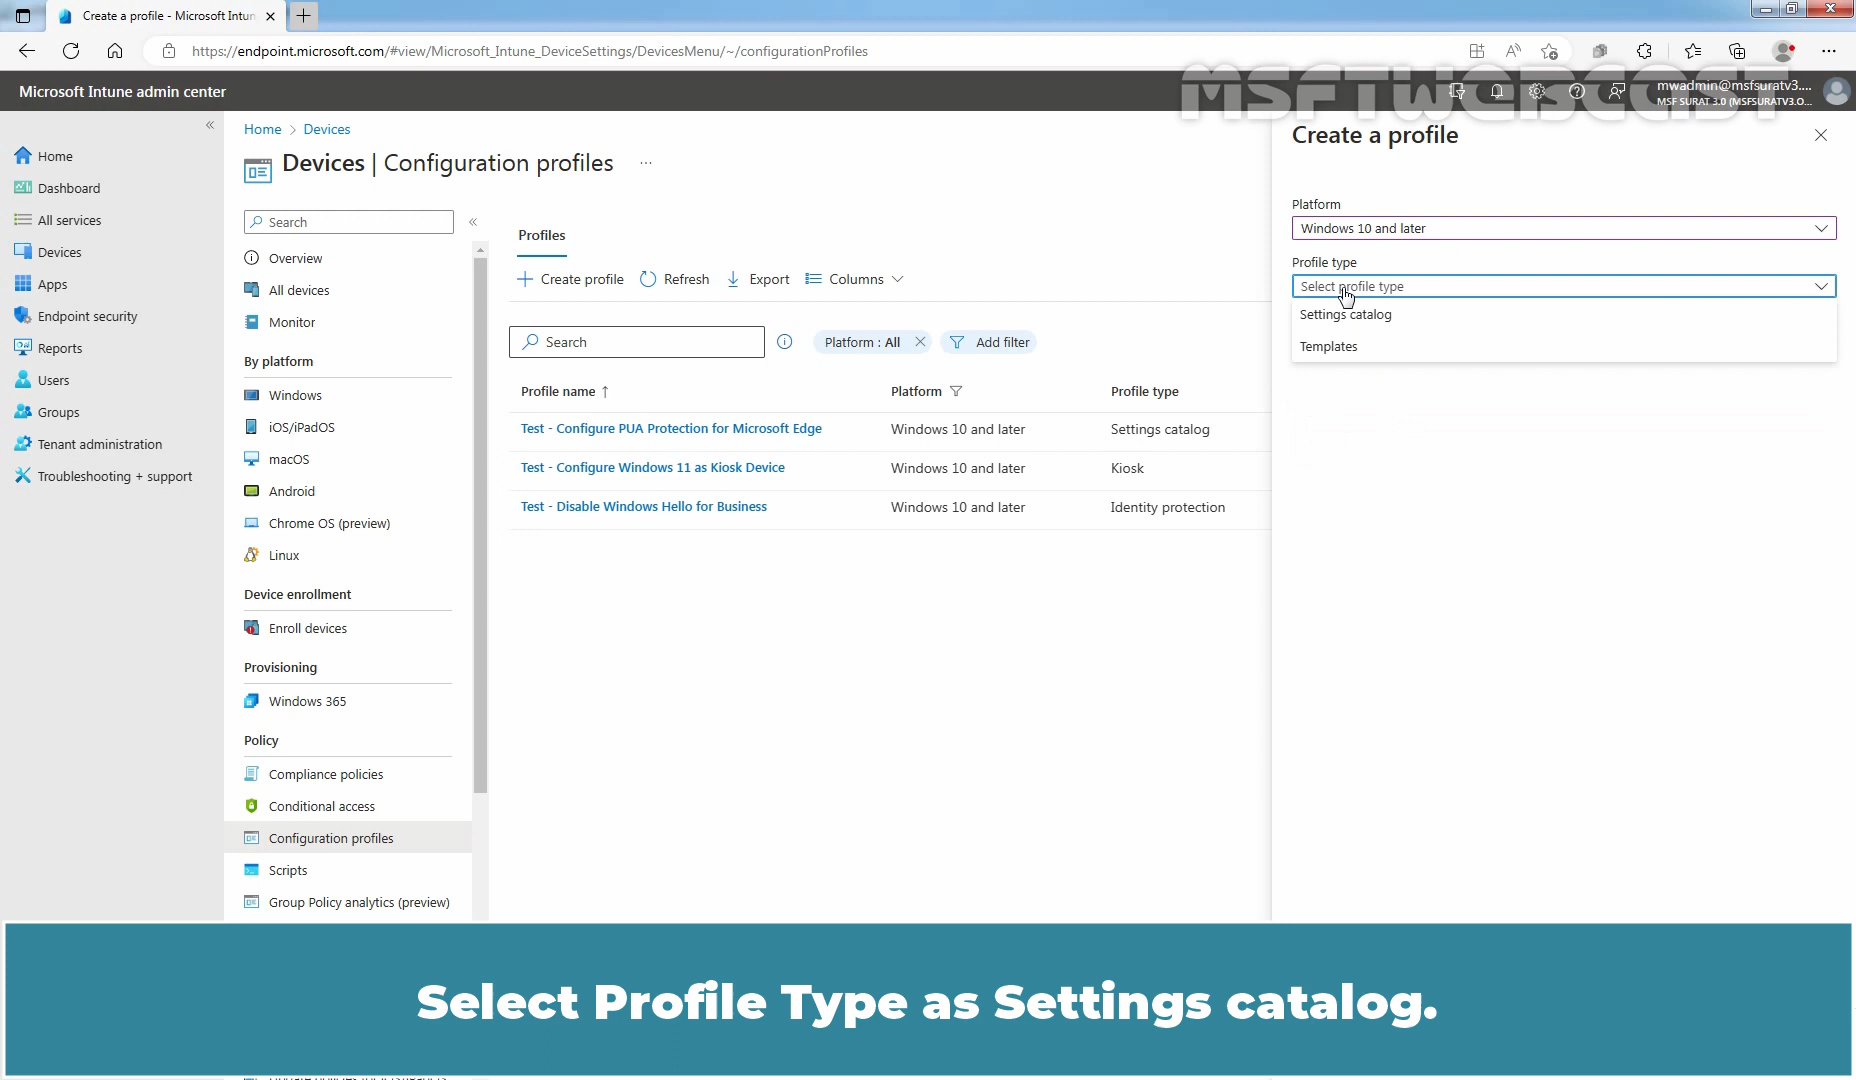 Create a profile - Microsoft Intun
https://endpoint.microsoft.com/#view/Microsoft_Intune_DeviceSettings/DevicesMenu/~/configurationProfiles
Microsoft Intune admin center
mwadmin@msfsuratv3....
MSF SURAT 3.0 (MSFSURATV3.O...
MSFTWEBCAST
Home
Dashboard
All services
Devices
Apps
Endpoint security
Reports
Users
Groups
Tenant administration
Troubleshooting + support
Home > Devices
Devices | Configuration profiles
...
Search
Overview
All devices
Monitor
By platform
Windows
iOS/iPadOS
macOS
Android
Chrome OS (preview)
Linux
Device enrollment
Enroll devices
Provisioning
Windows 365
Policy
Compliance policies
Conditional access
Configuration profiles
Scripts
Group Policy analytics (preview)
Profiles
Create profile Refresh Export Columns
Search Platform : All Add filter
Profile name ↑ Platform Profile type
Test - Configure PUA Protection for Microsoft Edge Windows 10 and later Settings catalog
Test - Configure Windows 11 as Kiosk Device Windows 10 and later Kiosk
Test - Disable Windows Hello for Business Windows 10 and later Identity protection
Create a profile
Platform
Windows 10 and later
Profile type
Select profile type
Settings catalog
Templates
Select Profile Type as Settings catalog.